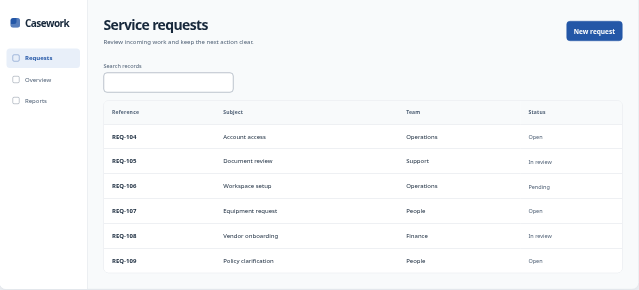 Casework
Requests
Overview
Reports
Service requests
Review incoming work and keep the next action clear.
New request
Search records
Reference Subject Team Status
REQ-104 Account access Operations Open
REQ-105 Document review Support In review
REQ-106 Workspace setup Operations Pending
REQ-107 Equipment request People Open
REQ-108 Vendor onboarding Finance In review
REQ-109 Policy clarification People Open